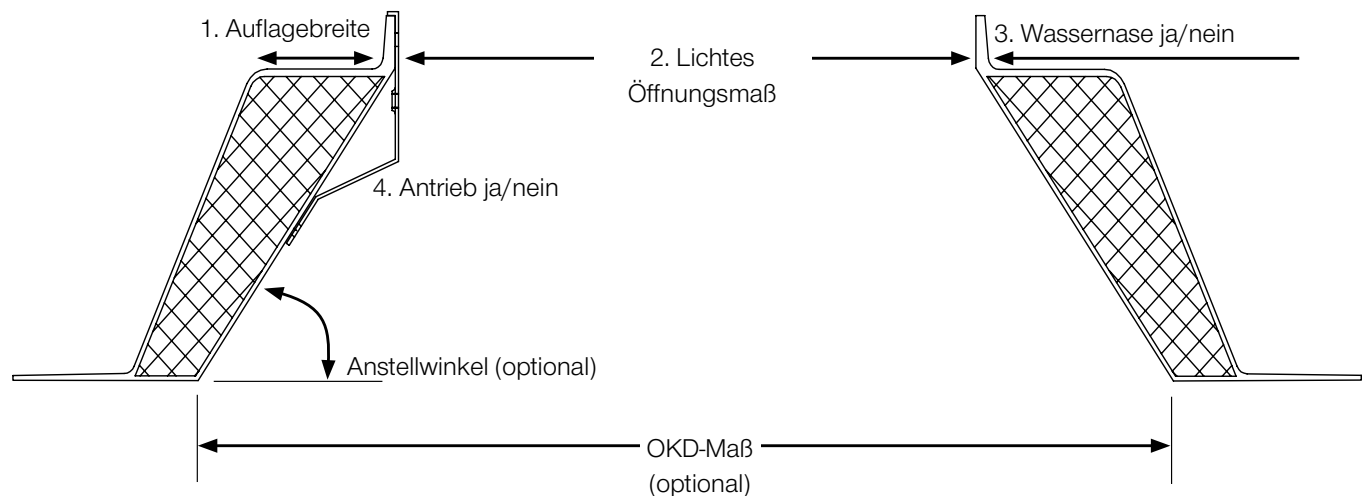 1. Auflagebreite
2. Lichtes
Öffnungsmaß
3. Wassernase ja/nein
4. Antrieb ja/nein
Anstellwinkel (optional)
OKD-Maß
(optional)